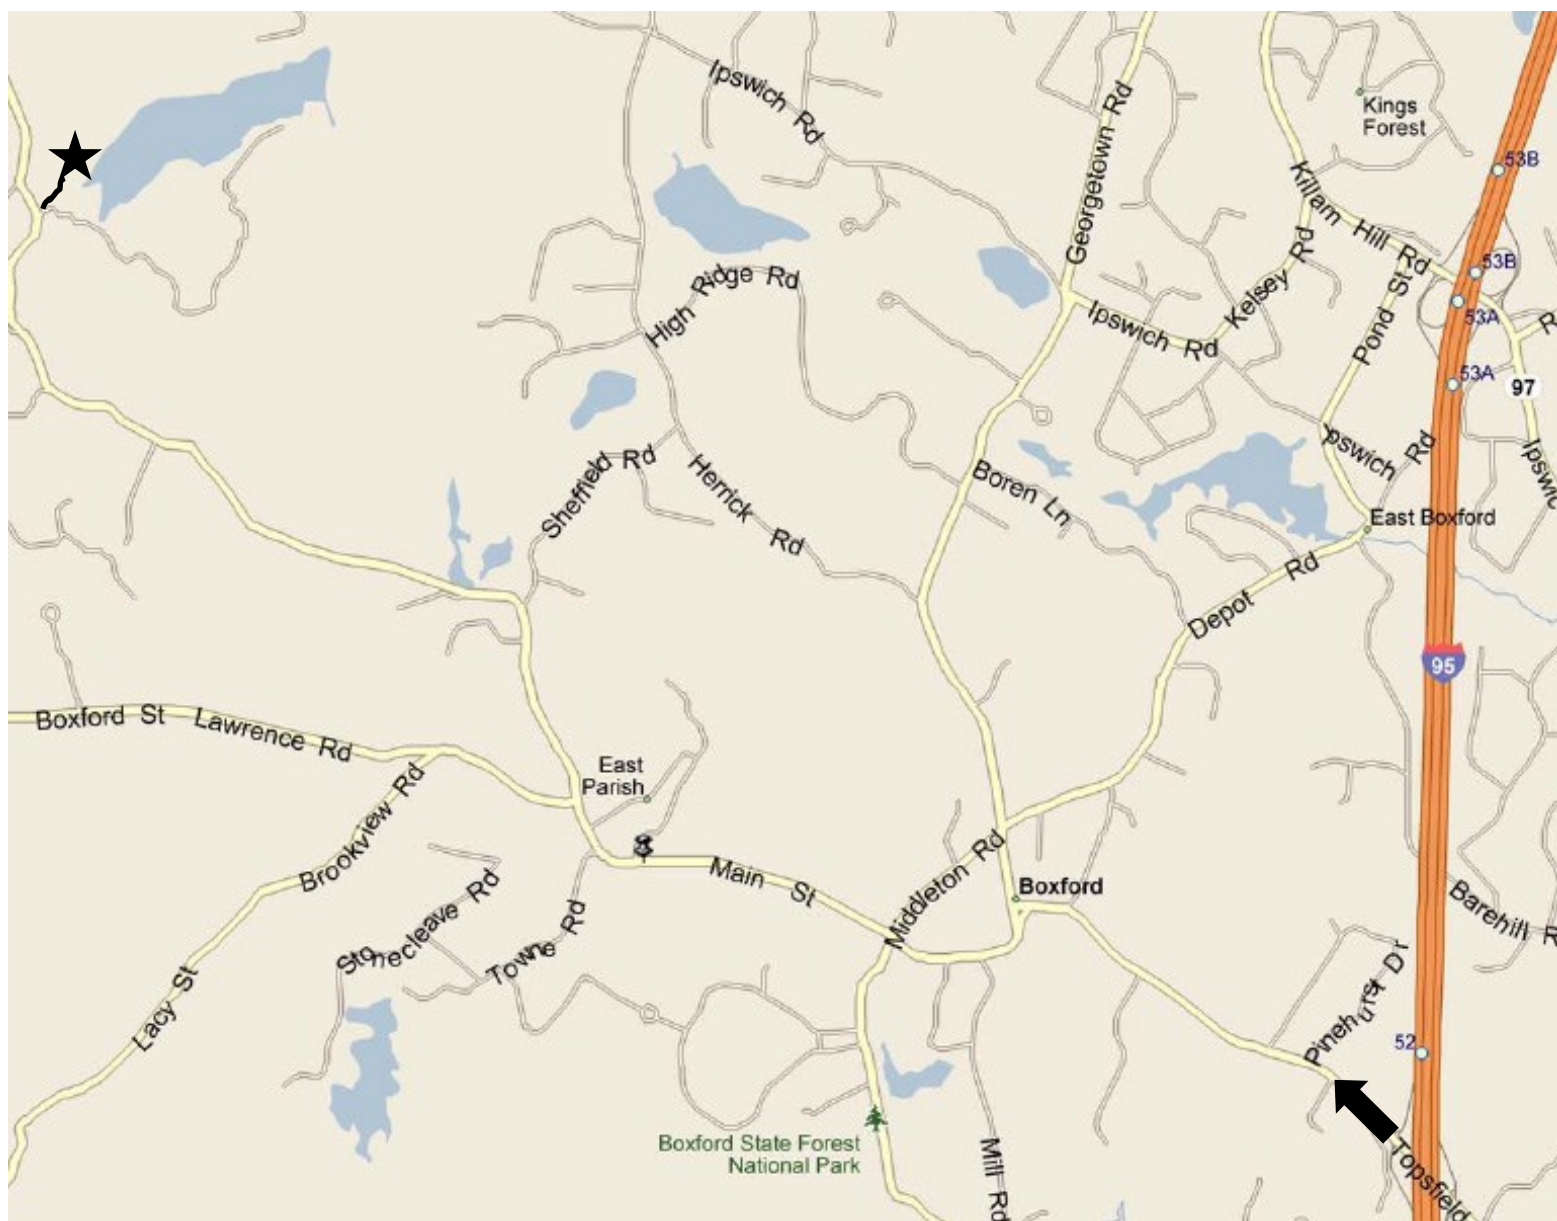 Ipswich Rd
Georgetown Rd
Kings
Forest
53B
Killam Hill Rd
53B
High Ridge Rd
Kelsey Rd
Pond St
53A
R
Ipswich Rd
53A
97
Sheffield Rd
Herrick Rd
Boren Ln
pswich Rd
Ipswic
East Boxford
Depot Rd
95
Boxford St
Lawrence Rd
East
Parish
Brookview Rd
Main St
Middleton Rd
Boxford
Barehill R
Stonecleave Rd
Towne Rd
Lacy St
Pinehurst Dr
52
Boxford State Forest
National Park
Mill Rd
Topsfield